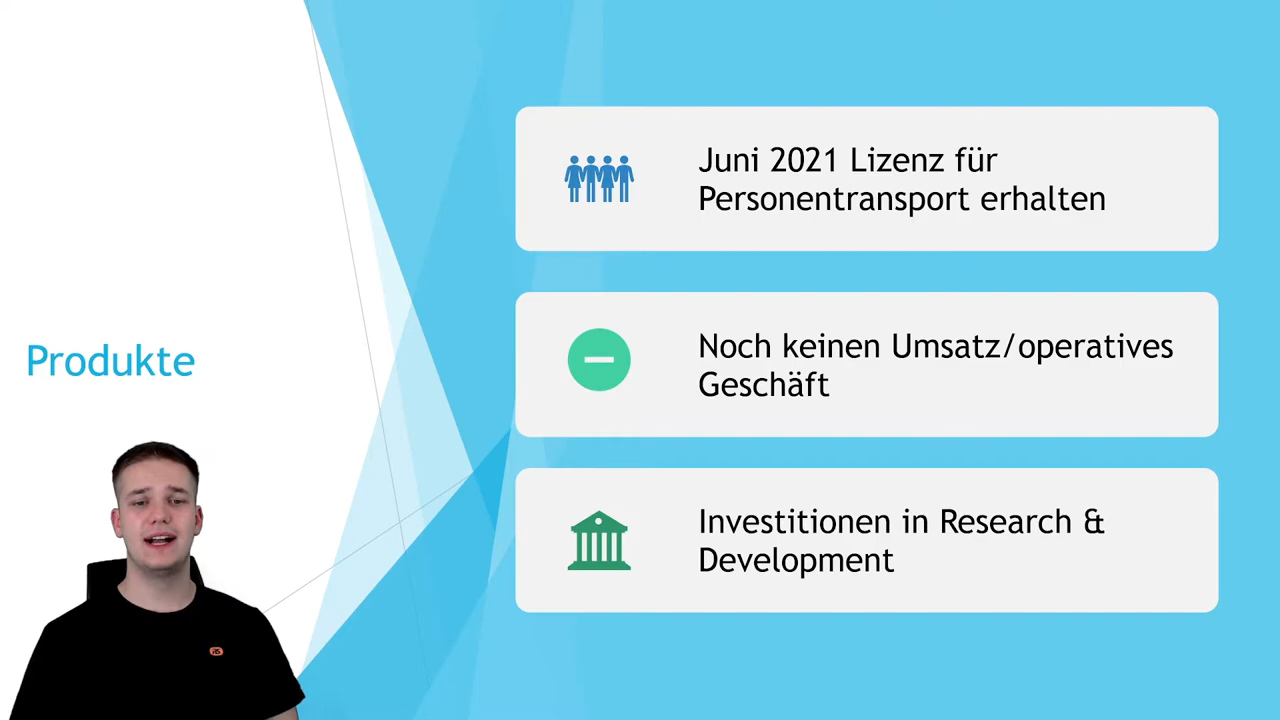 Produkte
Juni 2021 Lizenz für
Personentransport erhalten
Noch keinen Umsatz/operatives
Geschäft
Investitionen in Research &
Development